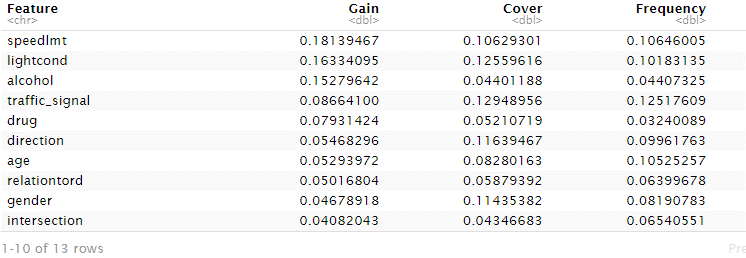 Feature Gain Cover Frequency
<chr> <dbl> <dbl> <dbl>
speedlmt 0.18139467 0.10629301 0.10646005
lightcond 0.16334095 0.12559616 0.10183135
alcohol 0.15279642 0.04401188 0.04407325
traffic_signal 0.08664100 0.12948956 0.12517609
drug 0.07931424 0.05210719 0.03240089
direction 0.05468296 0.11639467 0.09961763
age 0.05293972 0.08280163 0.10525257
relationtord 0.05016804 0.05879392 0.06399678
gender 0.04678918 0.11435382 0.08190783
intersection 0.04082043 0.04346683 0.06540551
1-10 of 13 rows Pre